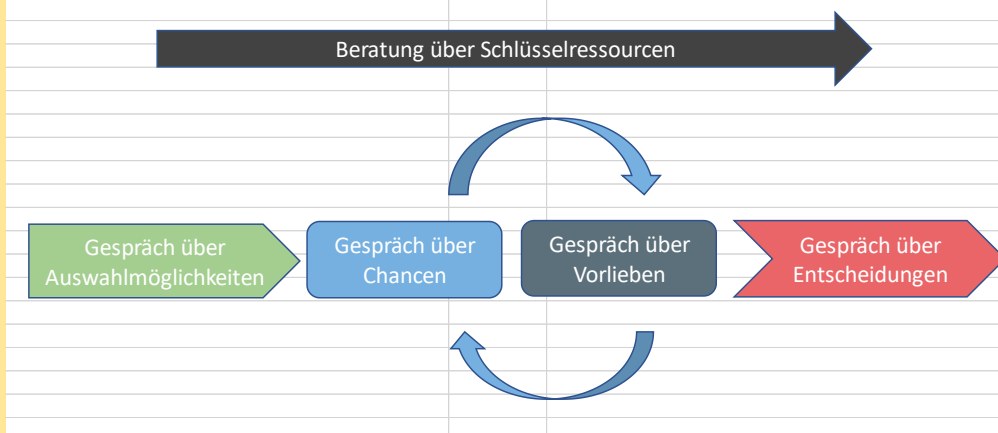 Beratung über Schlüsselressourcen
Gespräch über
Auswahlmöglichkeiten
Gespräch über
Chancen
Gespräch über
Vorlieben
Gespräch über
Entscheidungen